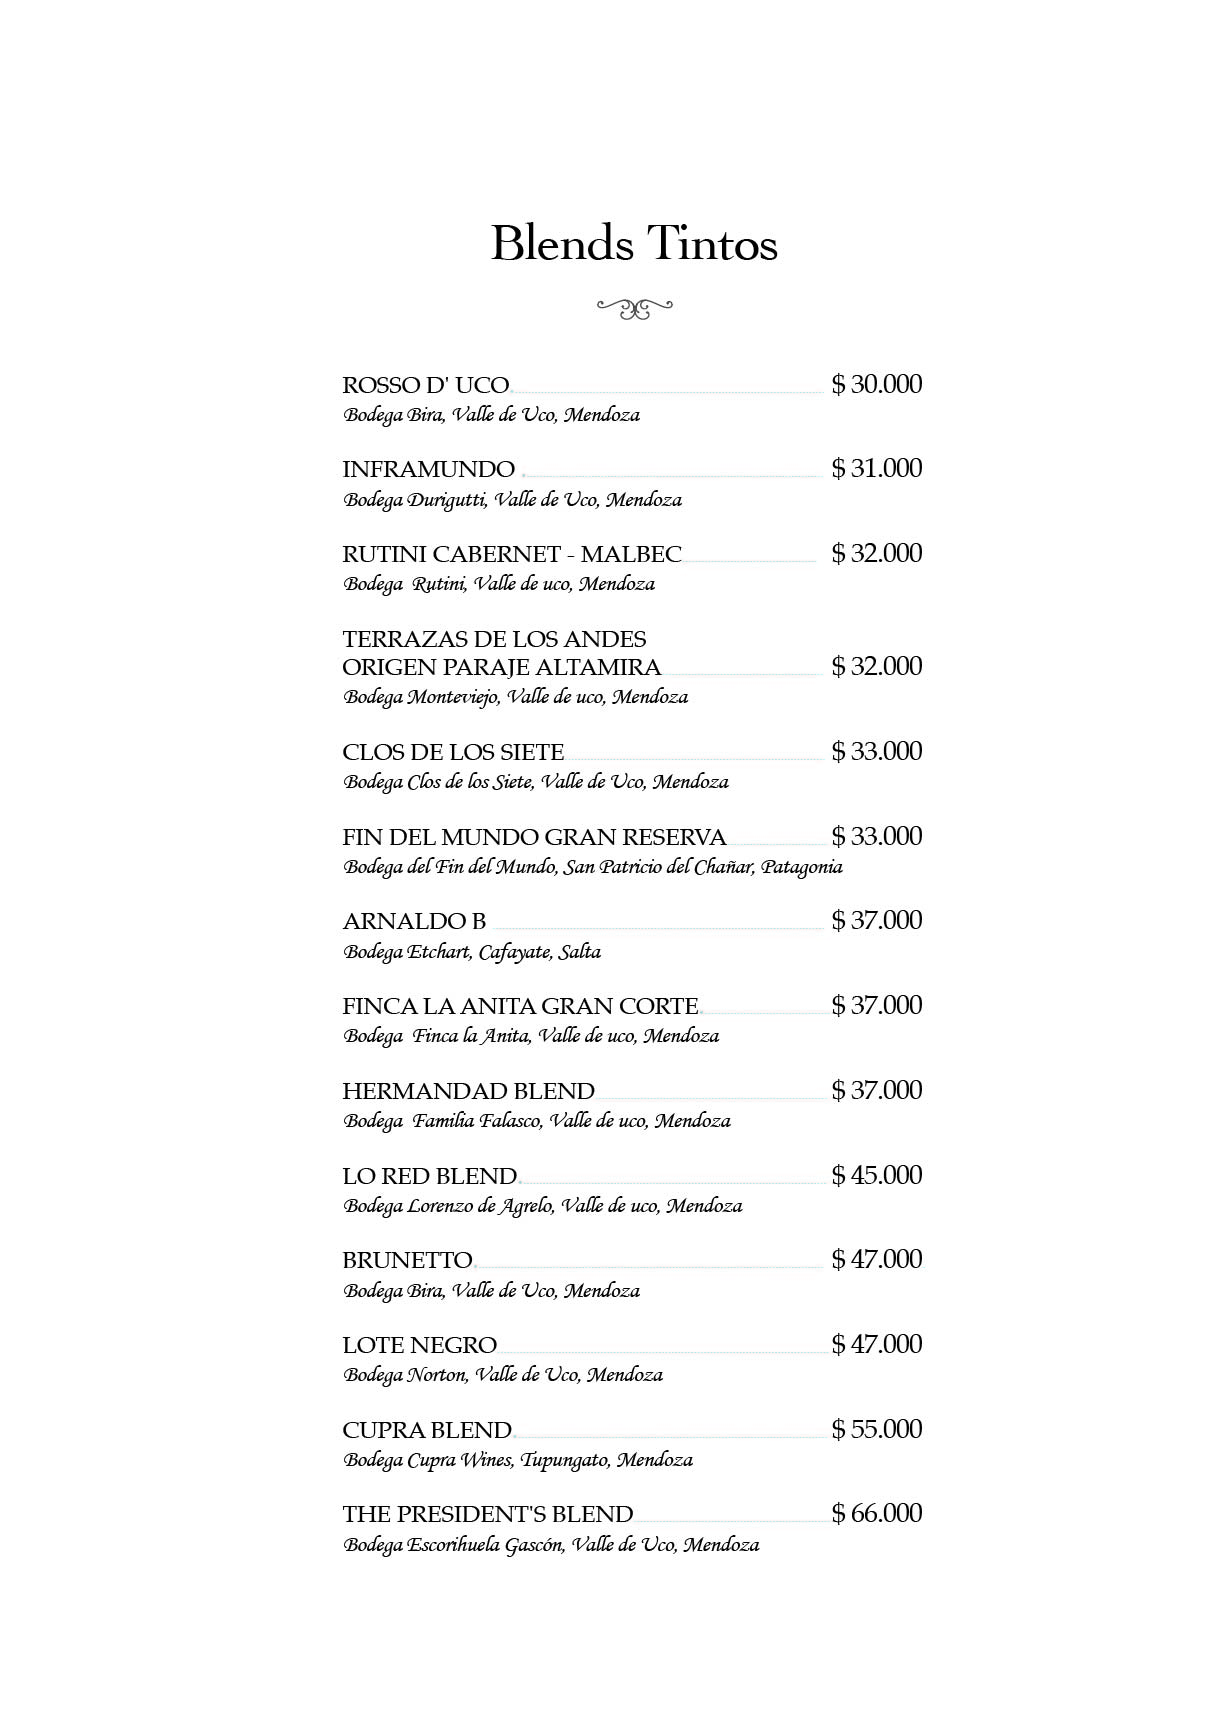 Blends Tintos
ROSSO D' UCO $ 30.000
Bodega Bira, Valle de Uco, Mendoza
INFRAMUNDO $ 31.000
Bodega Durigutti, Valle de Uco, Mendoza
RUTINI CABERNET - MALBEC $ 32.000
Bodega Rutini, Valle de uco, Mendoza
TERRAZAS DE LOS ANDES
ORIGEN PARAJE ALTAMIRA $ 32.000
Bodega Monteviejo, Valle de uco, Mendoza
CLOS DE LOS SIETE $ 33.000
Bodega Clos de los Siete, Valle de Uco, Mendoza
FIN DEL MUNDO GRAN RESERVA $ 33.000
Bodega del Fin del Mundo, San Patricio del Chañar, Patagonia
ARNALDO B $ 37.000
Bodega Etchart, Cafayate, Salta
FINCA LA ANITA GRAN CORTE $ 37.000
Bodega Finca la Anita, Valle de uco, Mendoza
HERMANDAD BLEND $ 37.000
Bodega Familia Falasco, Valle de uco, Mendoza
LO RED BLEND $ 45.000
Bodega Lorenzo de Agrelo, Valle de uco, Mendoza
BRUNETTO $ 47.000
Bodega Bira, Valle de Uco, Mendoza
LOTE NEGRO $ 47.000
Bodega Norton, Valle de Uco, Mendoza
CUPRA BLEND $ 55.000
Bodega Cupra Wines, Tupungato, Mendoza
THE PRESIDENT'S BLEND $ 66.000
Bodega Escorihuela Gascón, Valle de Uco, Mendoza